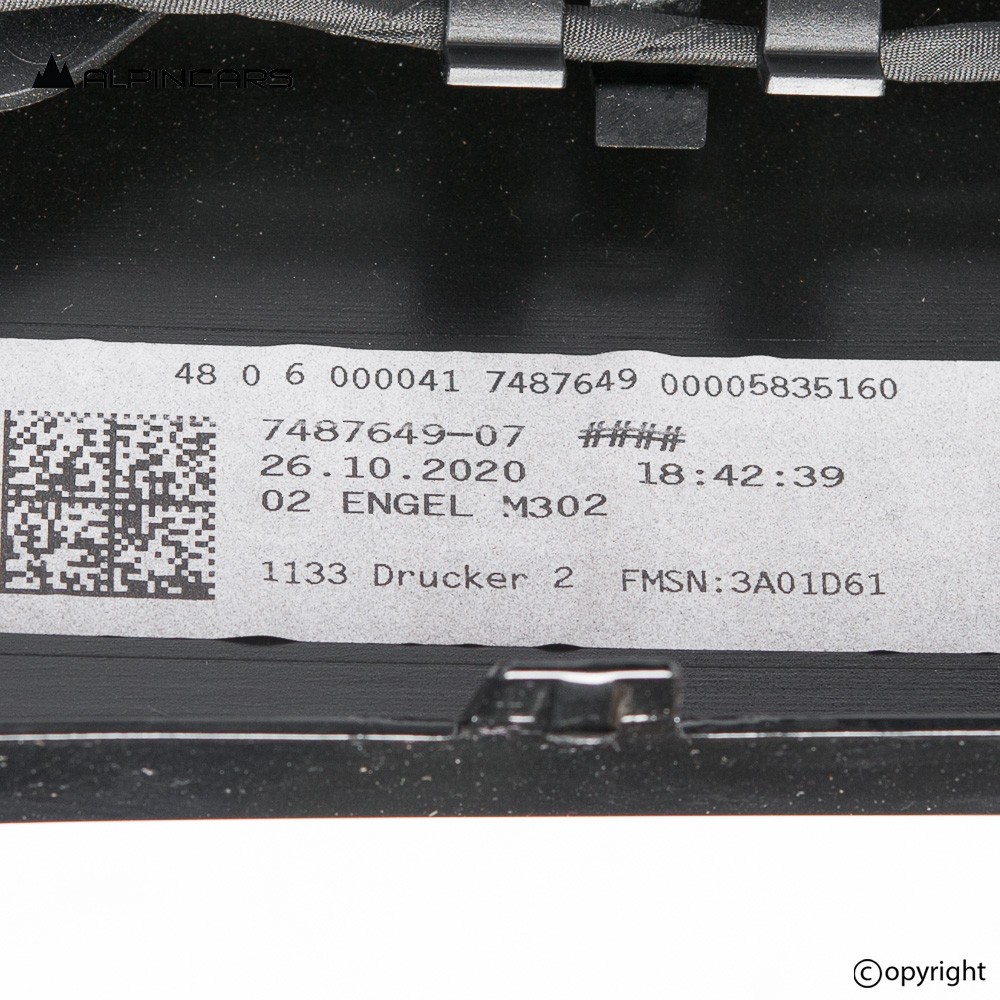 ALPINCARS
48 0 6 000041 7487649 00005835160
7487649-07 ####
26.10.2020 18:42:39
02 ENGEL M302
1133 Drucker 2 FMSN:3A01D61
©opyright